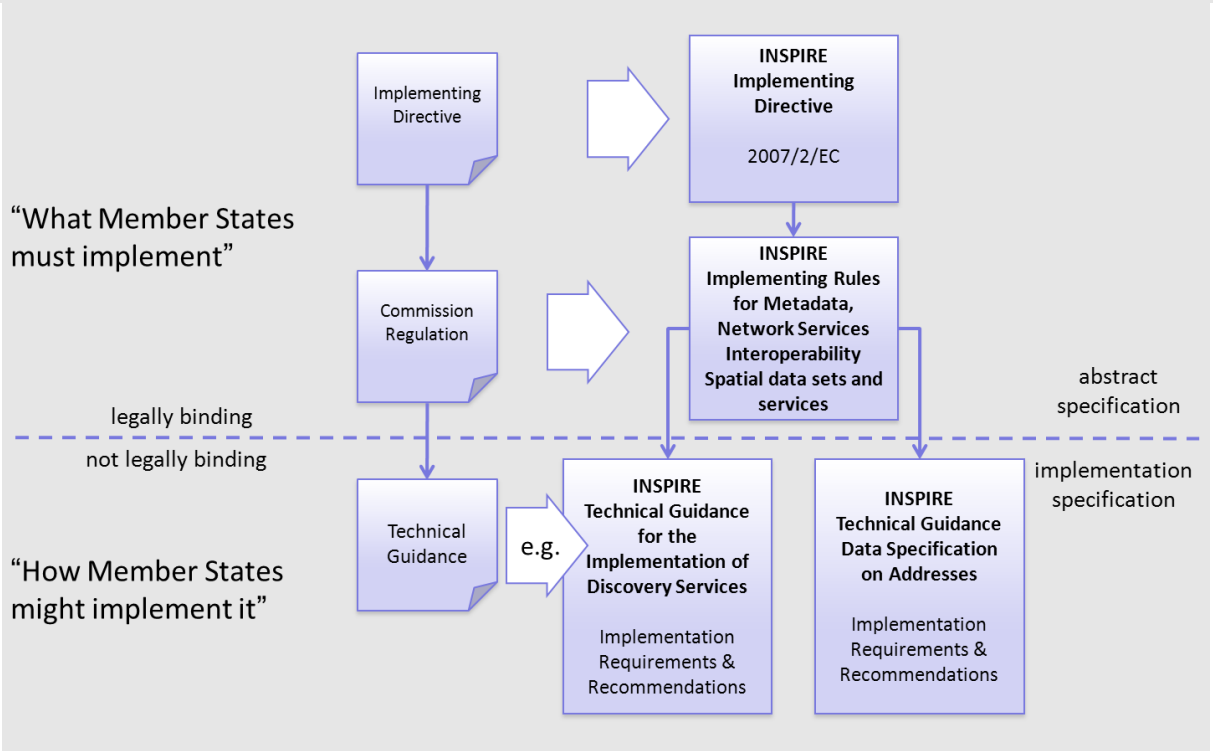 Implementing
Directive
INSPIRE
Implementing
Directive
2007/2/EC
“What Member States
must implement”
Commission
Regulation
INSPIRE
Implementing Rules
for Metadata,
Network Services
Interoperability
Spatial data sets and
services
abstract
specification
legally binding
not legally binding
implementation
specification
“How Member States
might implement it”
Technical
Guidance
e.g.
INSPIRE
Technical Guidance
for the
Implementation of
Discovery Services
Implementation
Requirements &
Recommendations
INSPIRE
Technical Guidance
Data Specification
on Addresses
Implementation
Requirements &
Recommendations